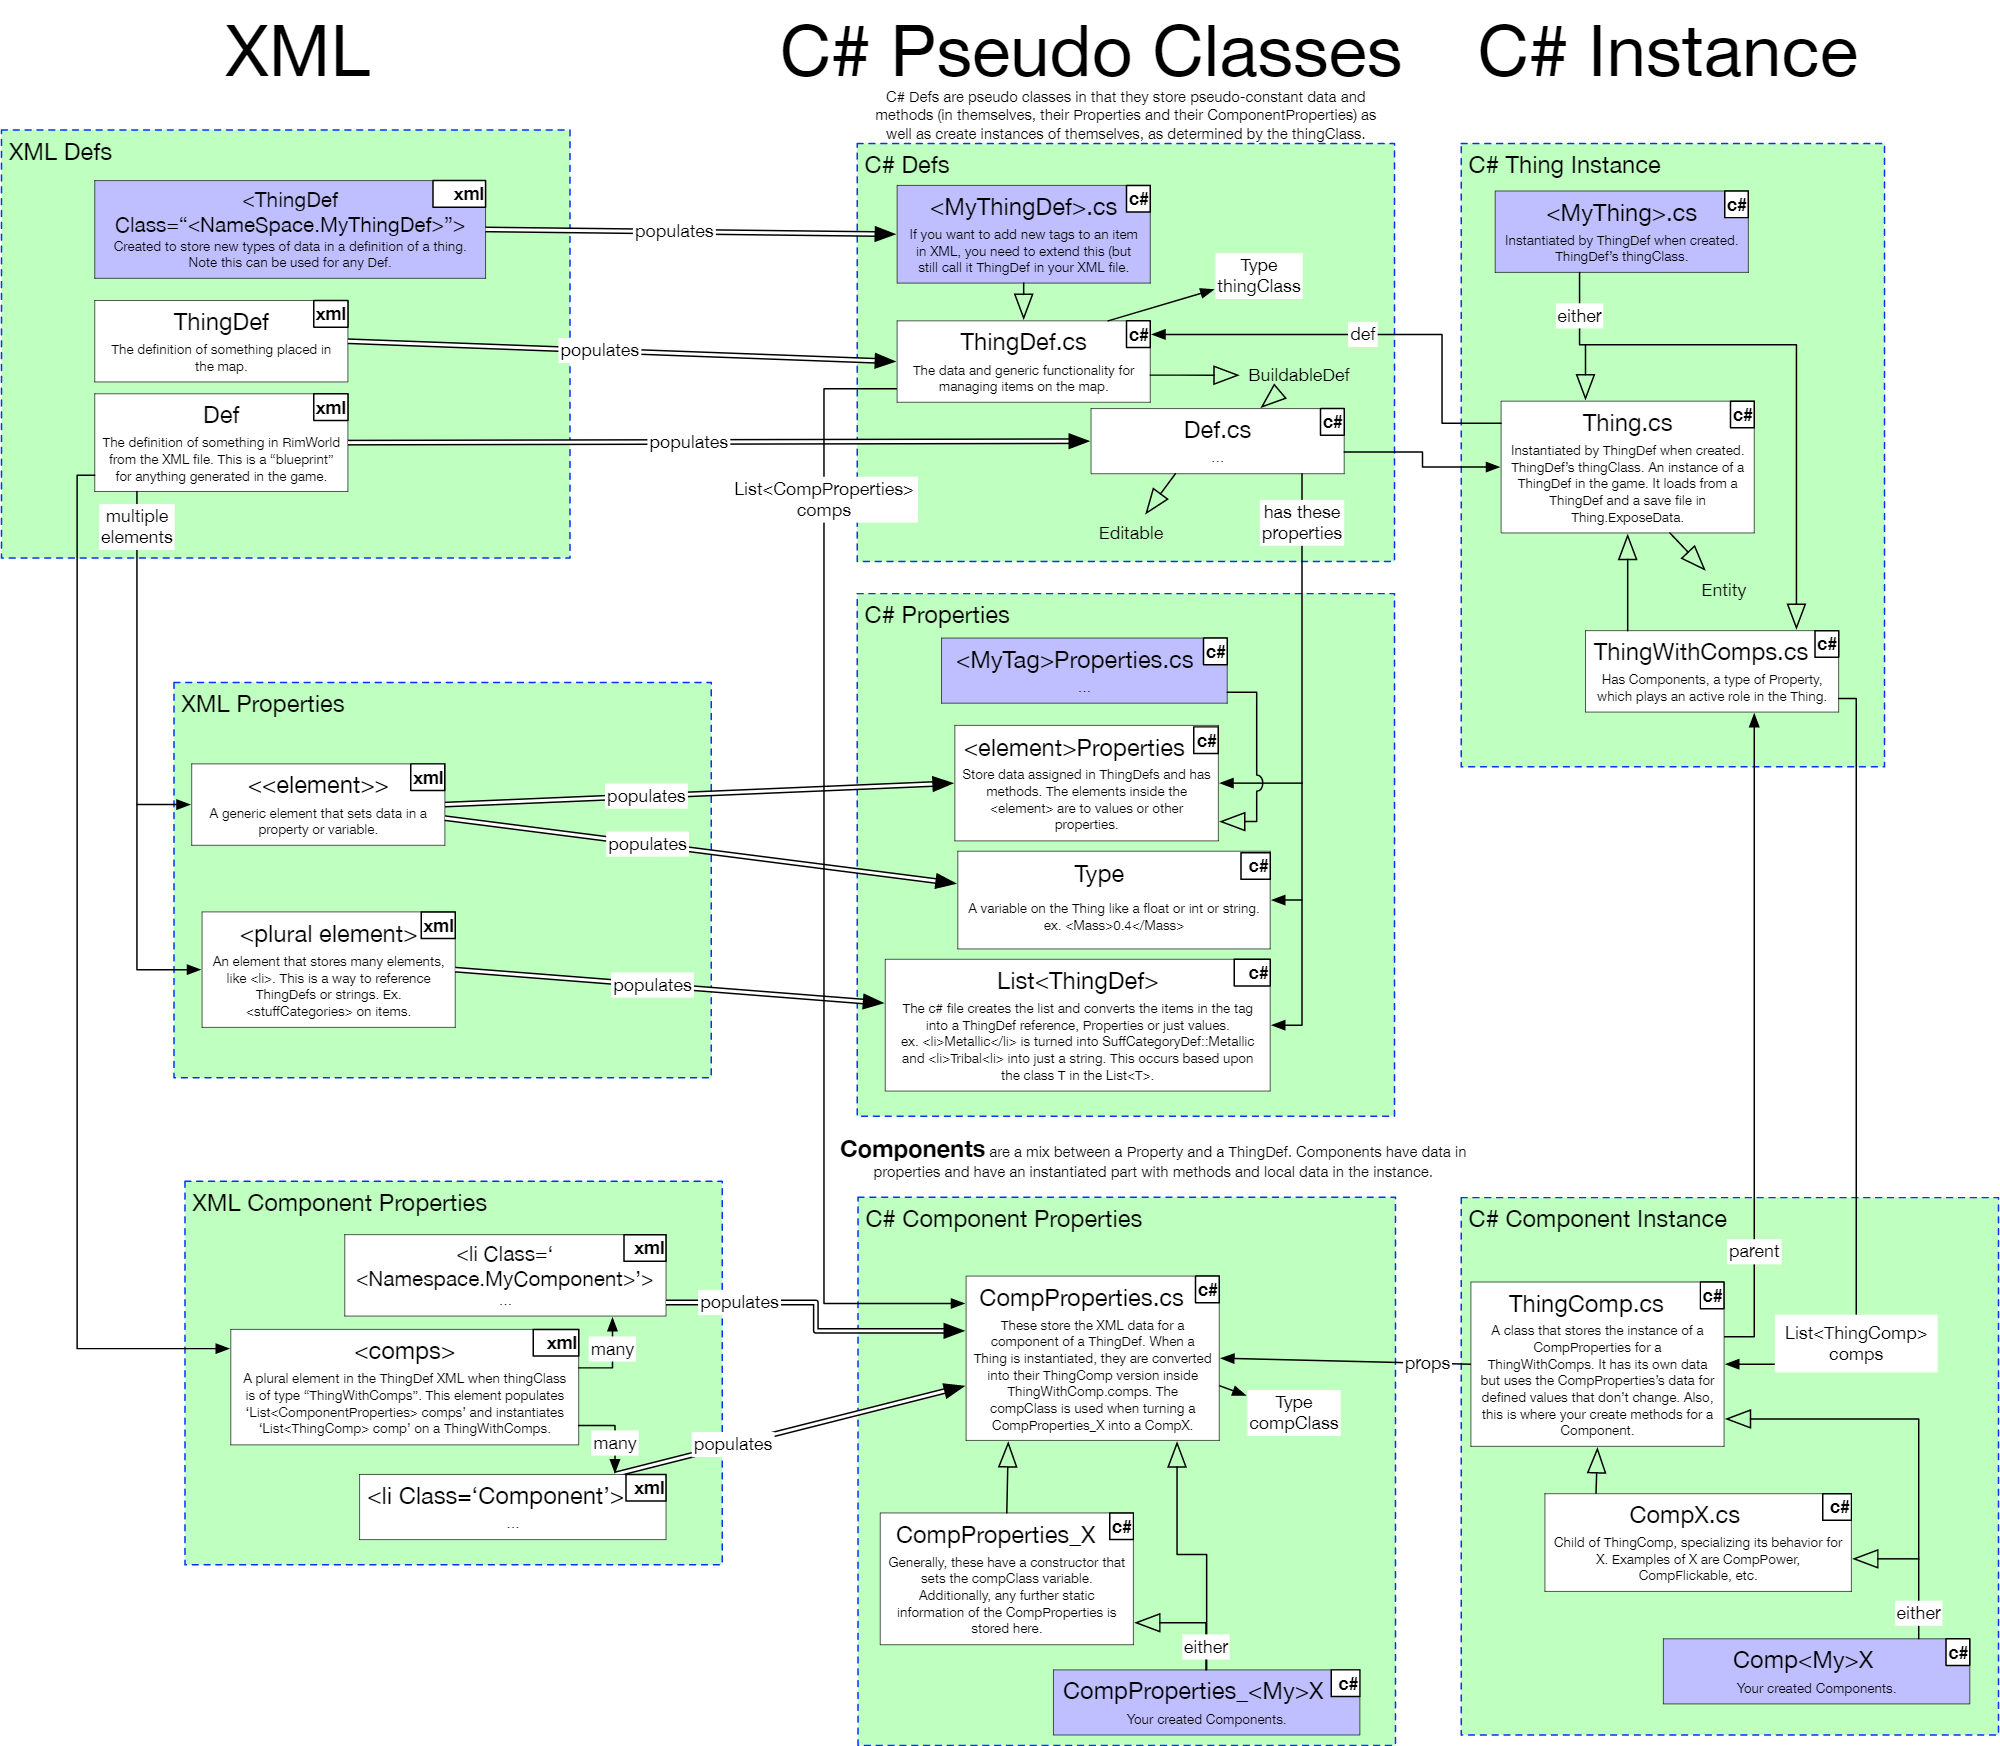 XML
C# Pseudo Classes
C# Instance
C# Defs are pseudo classes in that they store pseudo-constant data and
methods (in themselves, their Properties and their ComponentProperties) as
well as create instances of themselves, as determined by the thingClass.
XML Defs
<ThingDef
Class=“<NameSpace.MyThingDef>”>
xml
Created to store new types of data in a definition of a thing.
Note this can be used for any Def.
populates
ThingDef
xml
The definition of something placed in
the map.
populates
Def
xml
The definition of something in RimWorld
from the XML file. This is a “blueprint”
for anything generated in the game.
populates
multiple
elements
C# Defs
<MyThingDef>.cs
c#
If you want to add new tags to an item
in XML, you need to extend this (but
still call it ThingDef in your XML file.
Type
thingClass
ThingDef.cs
c#
The data and generic functionality for
managing items on the map.
def
BuildableDef
Def.cs
c#
...
List<CompProperties>
comps
Editable
has these
properties
C# Thing Instance
<MyThing>.cs
c#
Instantiated by ThingDef when created.
ThingDef’s thingClass.
either
Thing.cs
c#
Instantiated by ThingDef when created.
ThingDef’s thingClass. An instance of a
ThingDef in the game. It loads from a
ThingDef and a save file in
Thing.ExposeData.
Entity
ThingWithComps.cs
c#
Has Components, a type of Property,
which plays an active role in the Thing.
XML Properties
<<element>>
xml
A generic element that sets data in a
property or variable.
populates
populates
<plural element>
xml
An element that stores many elements,
like <li>. This is a way to reference
ThingDefs or strings. Ex.
<stuffCategories> on items.
populates
C# Properties
<MyTag>Properties.cs
c#
...
<element>Properties
c#
Store data assigned in ThingDefs and has
methods. The elements inside the
<element> are to values or other
properties.
Type
c#
A variable on the Thing like a float or int or string.
ex. <Mass>0.4</Mass>
List<ThingDef>
c#
The c# file creates the list and converts the items in the tag
into a ThingDef reference, Properties or just values.
ex. <li>Metallic</li> is turned into SuffCategoryDef::Metallic
and <li>Tribal<li> into just a string. This occurs based upon
the class T in the List<T>.
Components are a mix between a Property and a ThingDef. Components have data in
properties and have an instantiated part with methods and local data in the instance.
XML Component Properties
<li Class=‘
<Namespace.MyComponent>’>
xml
...
populates
<comps>
xml
many
A plural element in the ThingDef XML when thingClass
is of type “ThingWithComps”. This element populates
‘List<ComponentProperties> comps’ and instantiates
‘List<ThingComp> comp’ on a ThingWithComps.
many
populates
<li Class=‘Component’>
xml
...
C# Component Properties
CompProperties.cs
c#
These store the XML data for a
component of a ThingDef. When a
Thing is instantiated, they are converted
into their ThingComp version inside
ThingWithComp.comps. The
compClass is used when turning a
CompProperties_X into a CompX.
props
Type
compClass
CompProperties_X
c#
Generally, these have a constructor that
sets the compClass variable.
Additionally, any further static
information of the CompProperties is
stored here.
either
CompProperties_<My>X
c#
Your created Components.
C# Component Instance
parent
ThingComp.cs
c#
A class that stores the instance of a
CompProperties for a
ThingWithComps. It has its own data
but uses the CompProperties’s data for
defined values that don’t change. Also,
this is where your create methods for a
Component.
List<ThingComp>
comps
CompX.cs
c#
Child of ThingComp, specializing its behavior for
X. Examples of X are CompPower,
CompFlickable, etc.
either
Comp<My>X
c#
Your created Components.